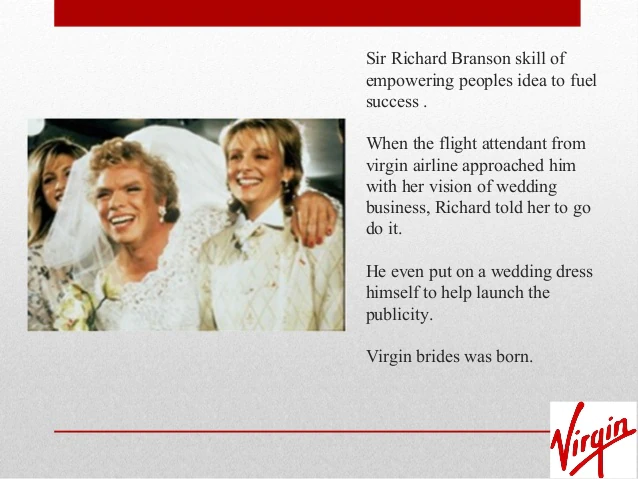 Sir Richard Branson skill of
empowering peoples idea to fuel
success .
When the flight attendant from
virgin airline approached him
with her vision of wedding
business, Richard told her to go
do it.
He even put on a wedding dress
himself to help launch the
publicity.
Virgin brides was born.
Virgin